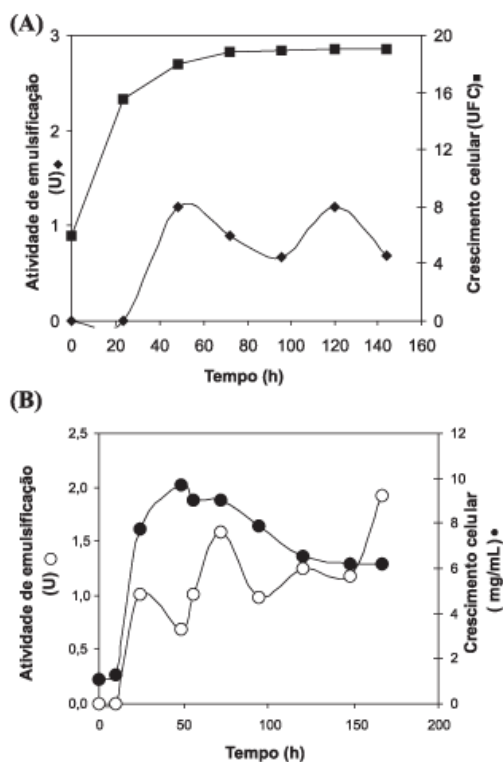 (A)
3
2
1
0
Atividade de emulsificação
(U)◆
20
16
12
8
4
0
Crescimento celular (UFC)■
0 20 40 60 80 100 120 140 160
Tempo (h)
(B)
2,5
2,0
1,5
1,0
0,5
0,0
Atividade de emulsificação
(U) ○
12
10
8
6
4
2
0
Crescimento celular
( mg/mL) ●
0 50 100 150 200
Tempo (h)